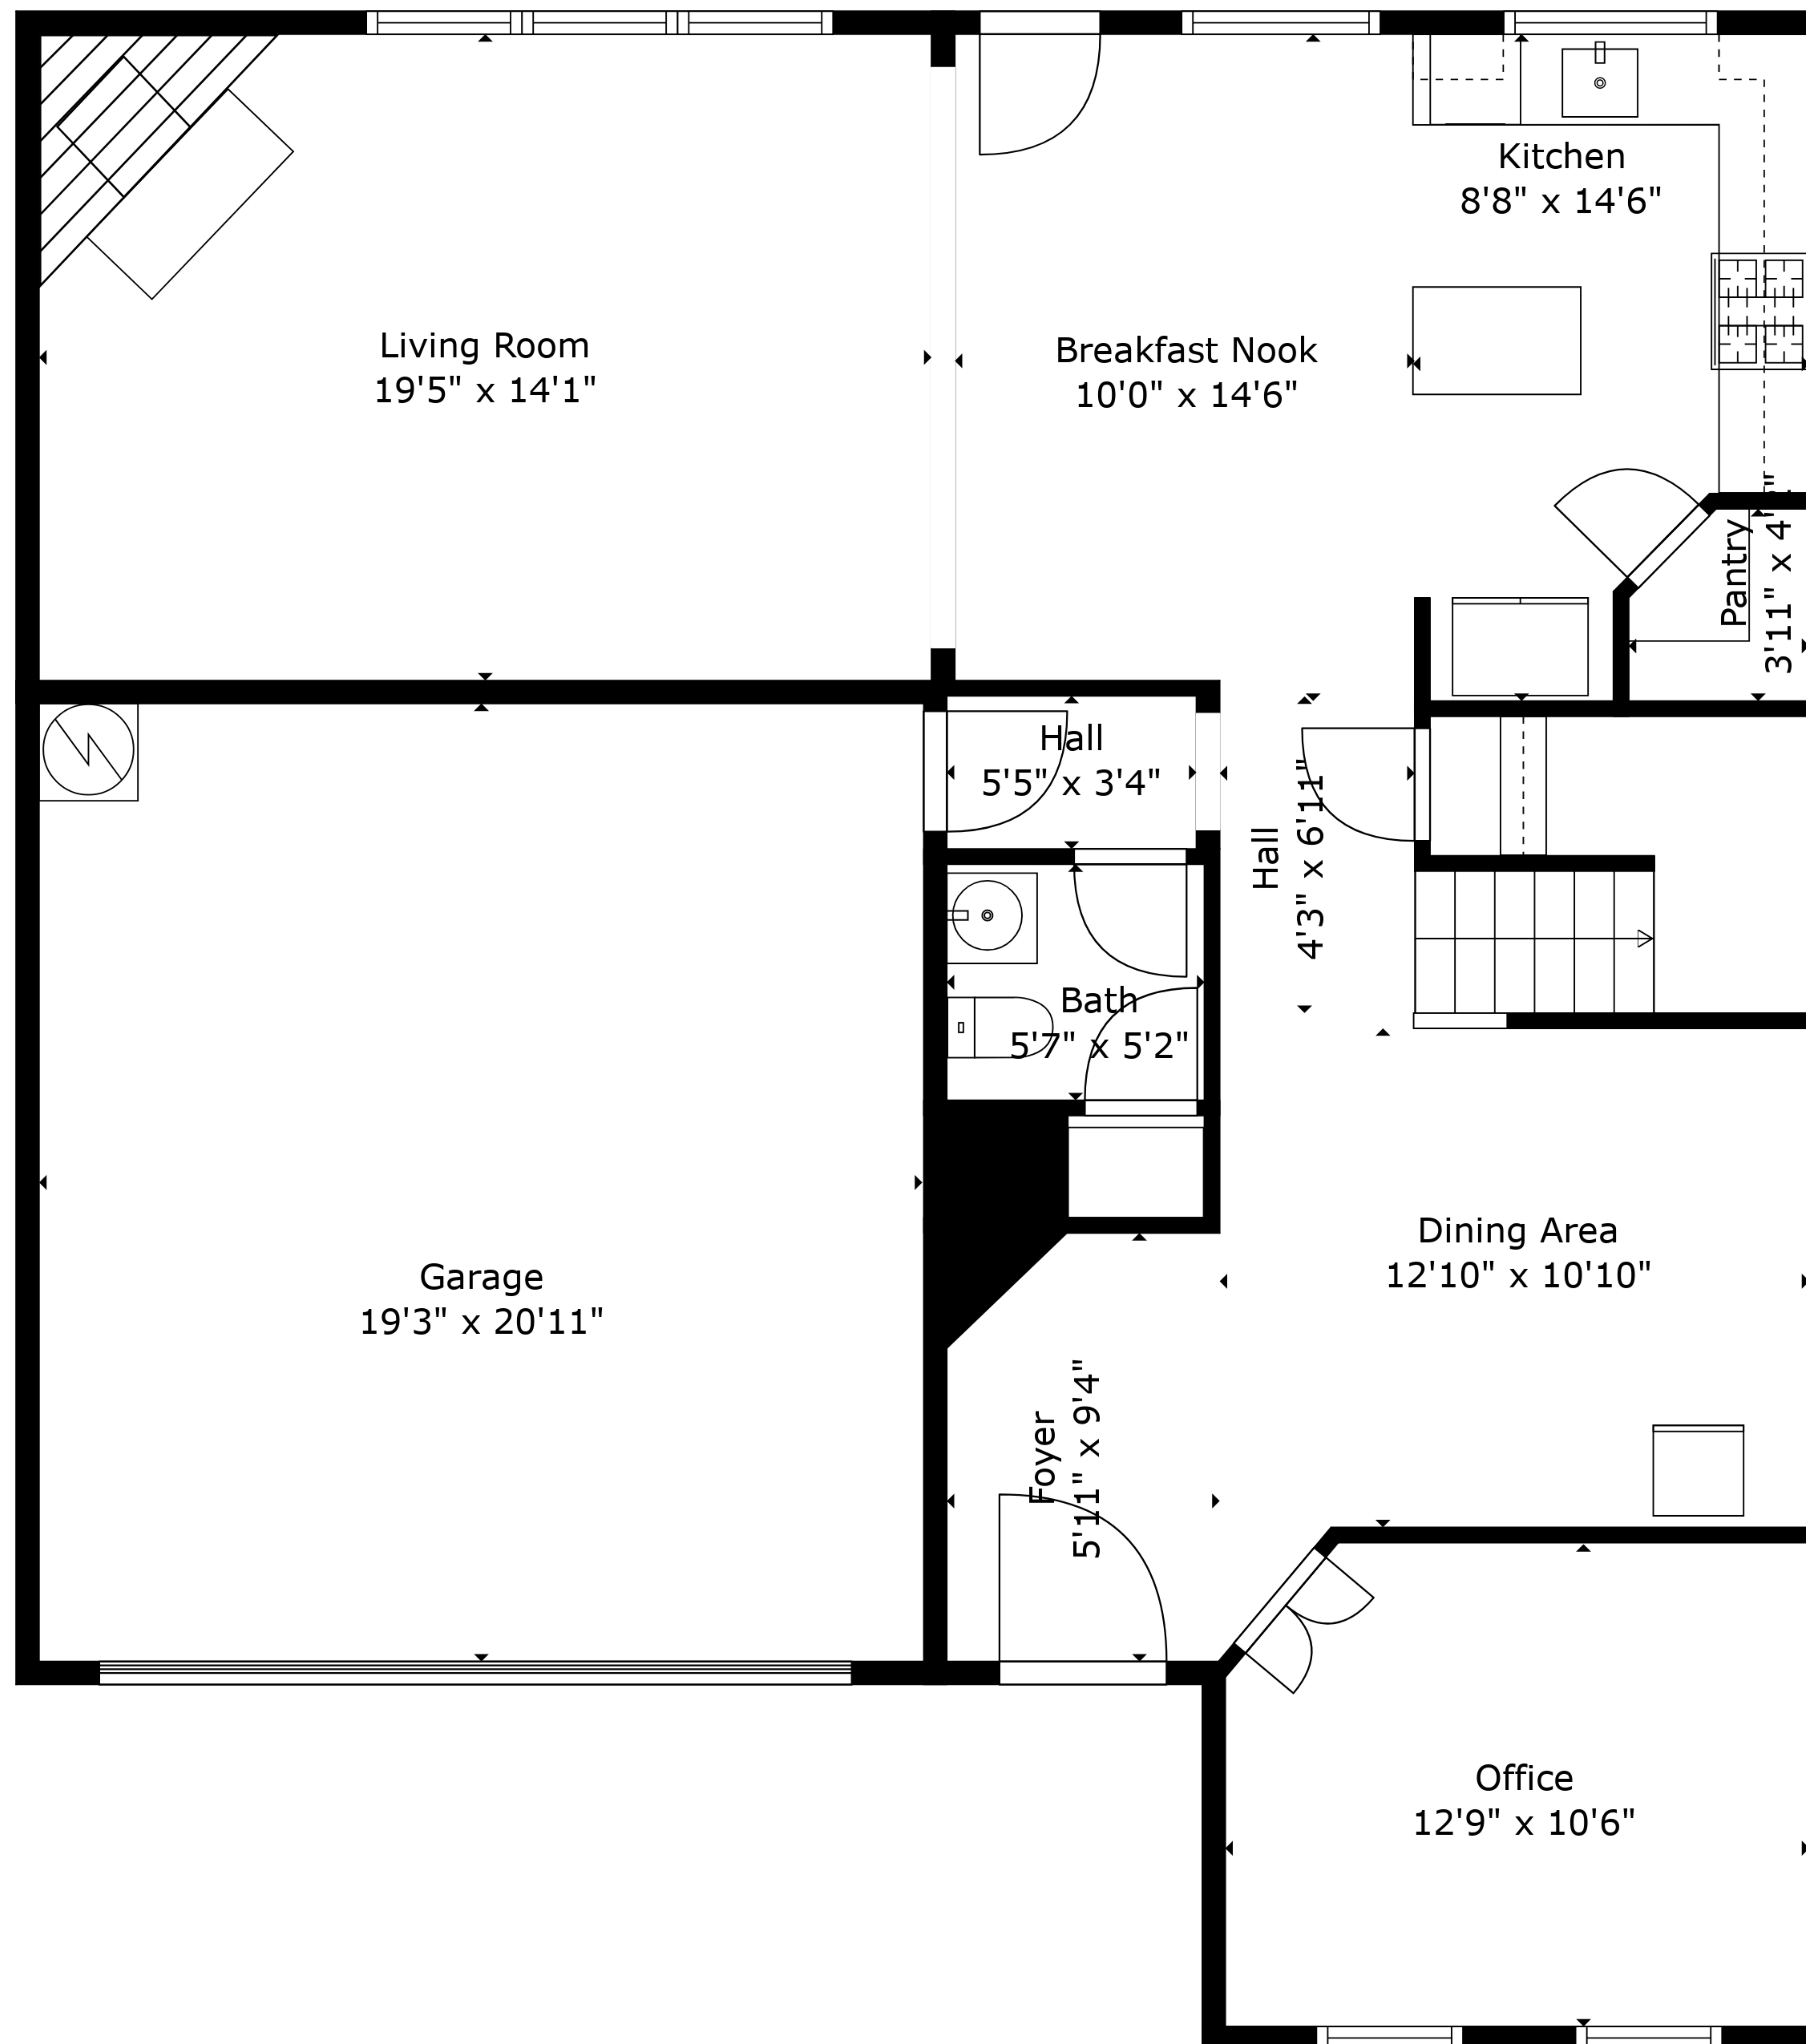 Kitchen
8'8" x 14'6"
Living Room
19'5" x 14'1"
Breakfast Nook
10'0" x 14'6"
Pantry
3'11" x
Hall
5'5" x 3'4"
Hall
4'3" x 6'11"
Bath
5'7" x 5'2"
Dining Area
12'10" x 10'10"
Garage
19'3" x 20'11"
Foyer
5'11" x 9'4"
Office
12'9" x 10'6"